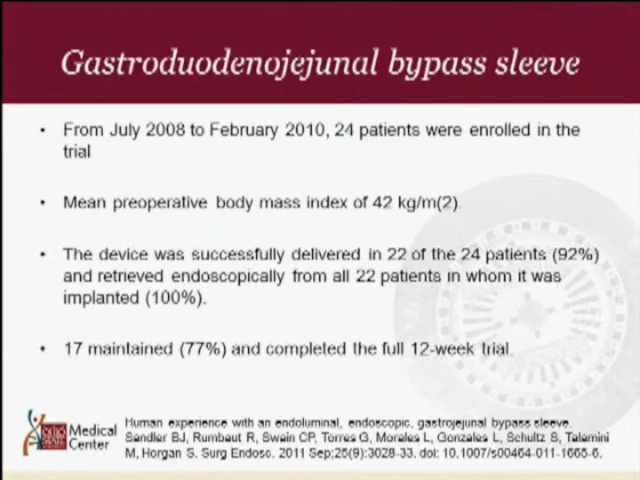 Gastroduodenojejunal bypass sleeve
• From July 2008 to February 2010, 24 patients were enrolled in the
trial
• Mean preoperative body mass index of 42 kg/m(2).
• The device was successfully delivered in 22 of the 24 patients (92%)
and retrieved endoscopically from all 22 patients in whom it was
implanted (100%).
• 17 maintained (77%) and completed the full 12-week trial.
OHIO
STATE
Medical
Center
Human experience with an endoluminal, endoscopic, gastrojejunal bypass sleeve.
Sandler BJ, Rumbaut R, Swain CP, Torres G, Morales L, Gonzales L, Schultz S, Talamini
M, Horgan S. Surg Endosc. 2011 Sep;25(9):3028-33. doi: 10.1007/s00464-011-1665-5.